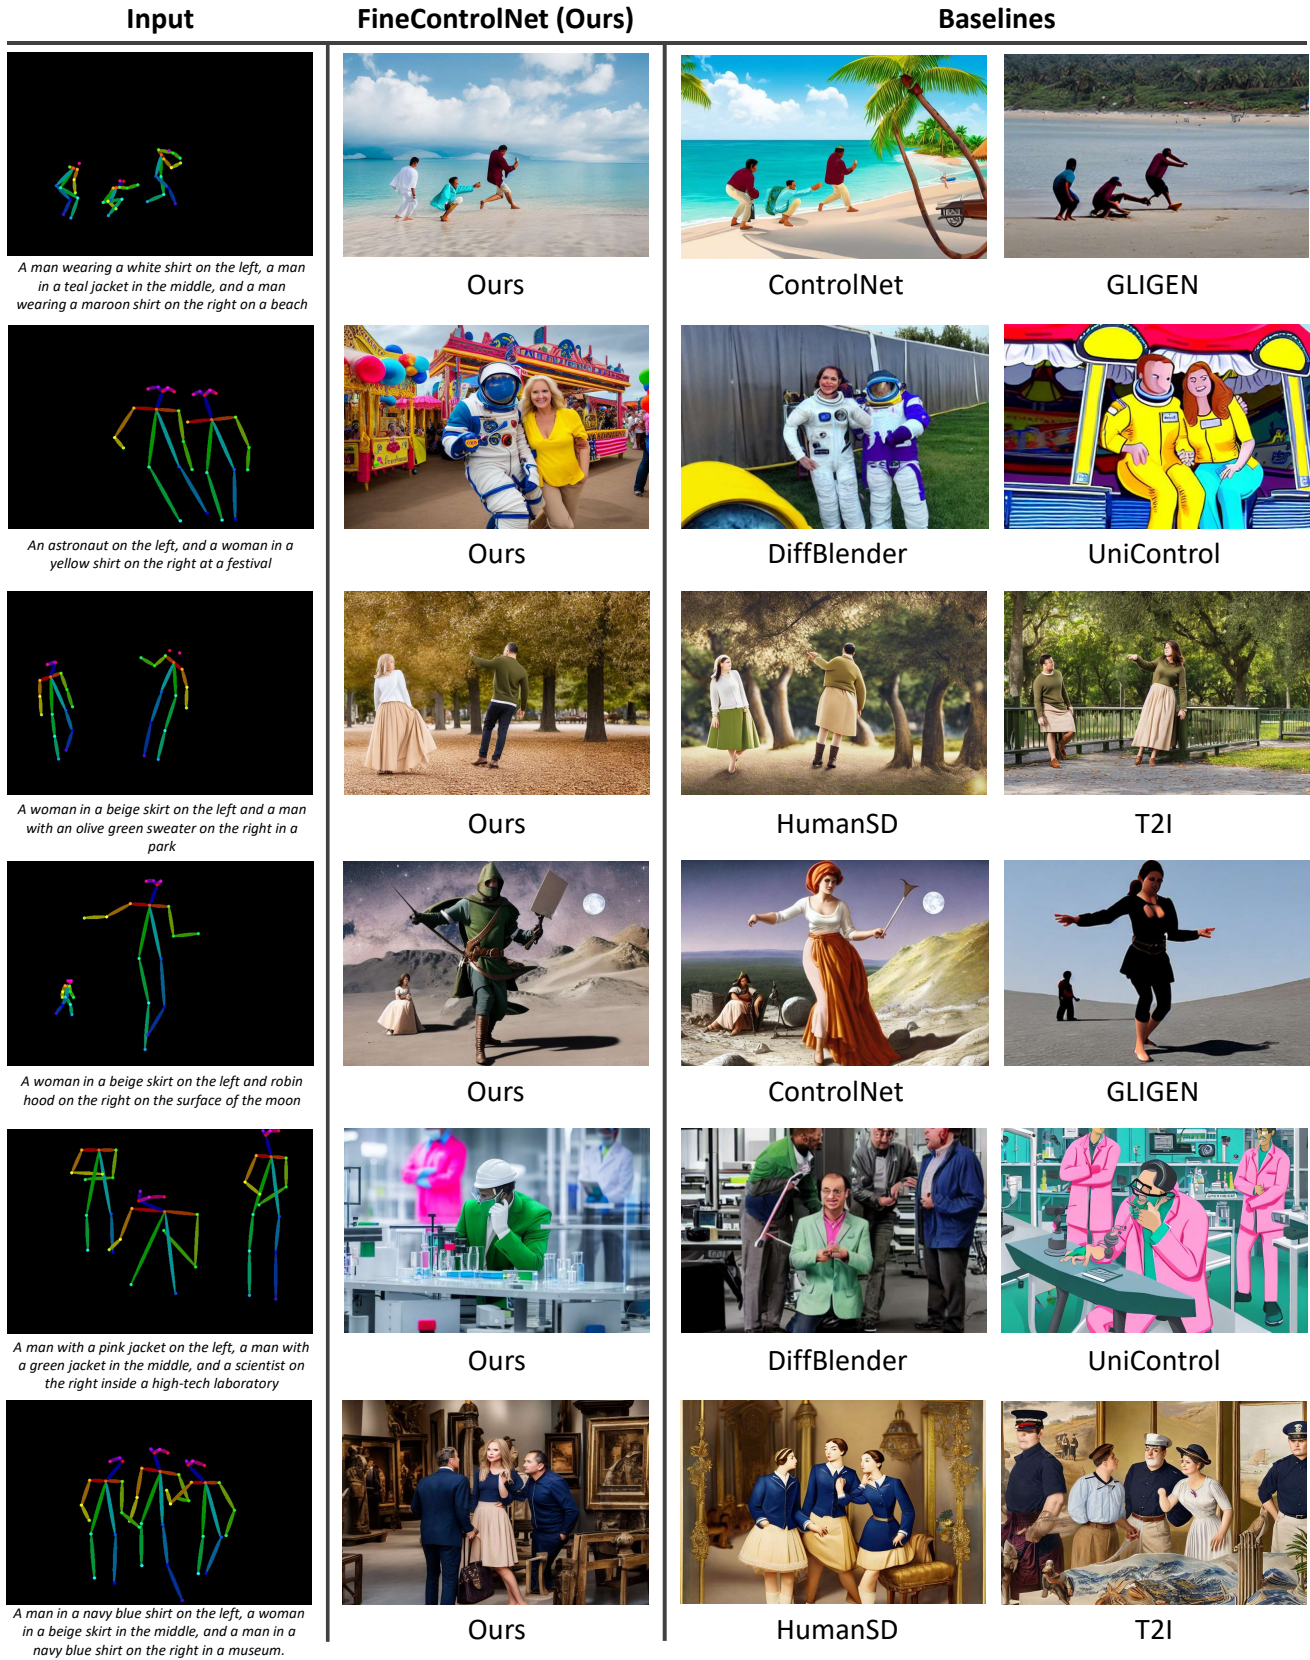 Input
FineControlNet (Ours)
Baselines
A man wearing a white shirt on the left, a man
in a teal jacket in the middle, and a man
wearing a maroon shirt on the right on a beach
Ours
ControlNet
GLIGEN
An astronaut on the left, and a woman in a
yellow shirt on the right at a festival
Ours
DiffBlender
UniControl
A woman in a beige skirt on the left and a man
with an olive green sweater on the right in a
park
Ours
HumanSD
T2I
A woman in a beige skirt on the left and robin
hood on the right on the surface of the moon
Ours
ControlNet
GLIGEN
A man with a pink jacket on the left, a man with
a green jacket in the middle, and a scientist on
the right inside a high-tech laboratory
Ours
DiffBlender
UniControl
A man in a navy blue shirt on the left, a woman
in a beige skirt in the middle, and a man in a
navy blue shirt on the right in a museum.
Ours
HumanSD
T2I